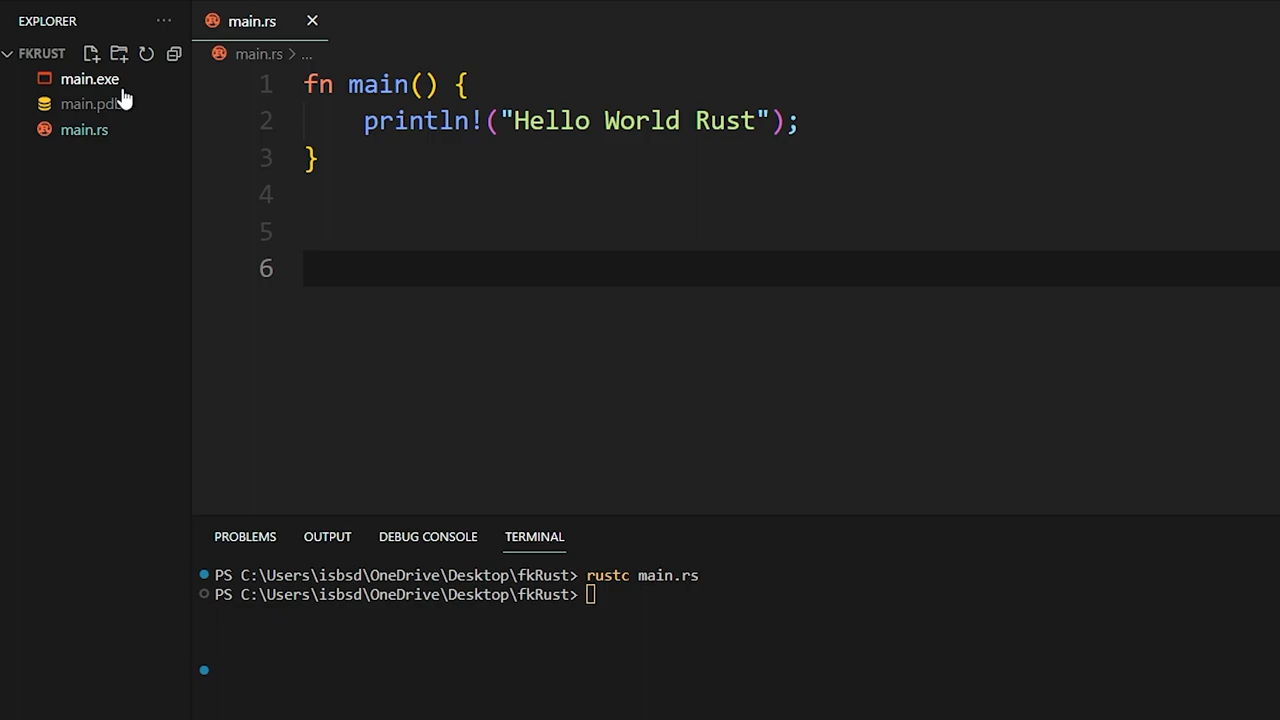 EXPLORER
...
main.rs
FKRUST
main.rs > ...
main.exe
main.rs
1 fn main() {
2 println!("Hello World Rust");
3 }
4
5
6
PROBLEMS OUTPUT DEBUG CONSOLE TERMINAL
PS C:\Users\isbsd\OneDrive\Desktop\fkRust> rustc main.rs
PS C:\Users\isbsd\OneDrive\Desktop\fkRust>